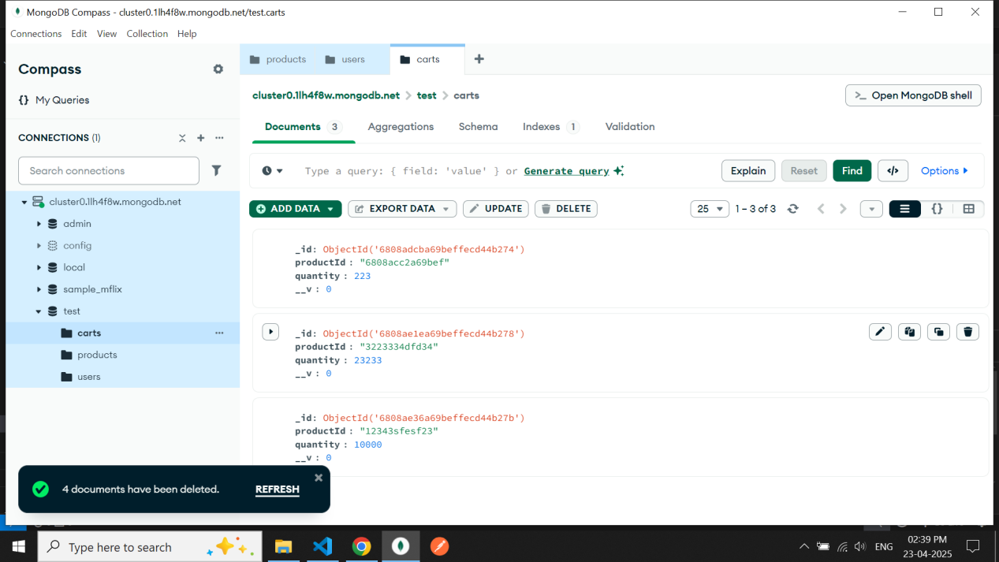 MongoDB Compass - cluster0.1lh4f8w.mongodb.net/test.carts
Connections Edit View Collection Help
Compass
{} My Queries
CONNECTIONS (1)
Search connections
cluster0.1lh4f8w.mongodb.net
admin
config
local
sample_mflix
test
carts
products
users
products users carts
cluster0.1lh4f8w.mongodb.net > test > carts
>_ Open MongoDB shell
Documents 3 Aggregations Schema Indexes 1 Validation
Type a query: { field: 'value' } or Generate query
Explain Reset Find </> Options
ADD DATA EXPORT DATA UPDATE DELETE
25 1 – 3 of 3 {}
_id: ObjectId('6808adcba69beffecd44b274')
productId : "6808acc2a69bef"
quantity : 223
__v : 0
_id: ObjectId('6808ae1ea69beffecd44b278')
productId : "3223334dfd34"
quantity : 23233
__v : 0
_id: ObjectId('6808ae36a69beffecd44b27b')
productId : "12343sfesf23"
quantity : 10000
__v : 0
4 documents have been deleted. REFRESH
Type here to search
ENG
02:39 PM
23-04-2025